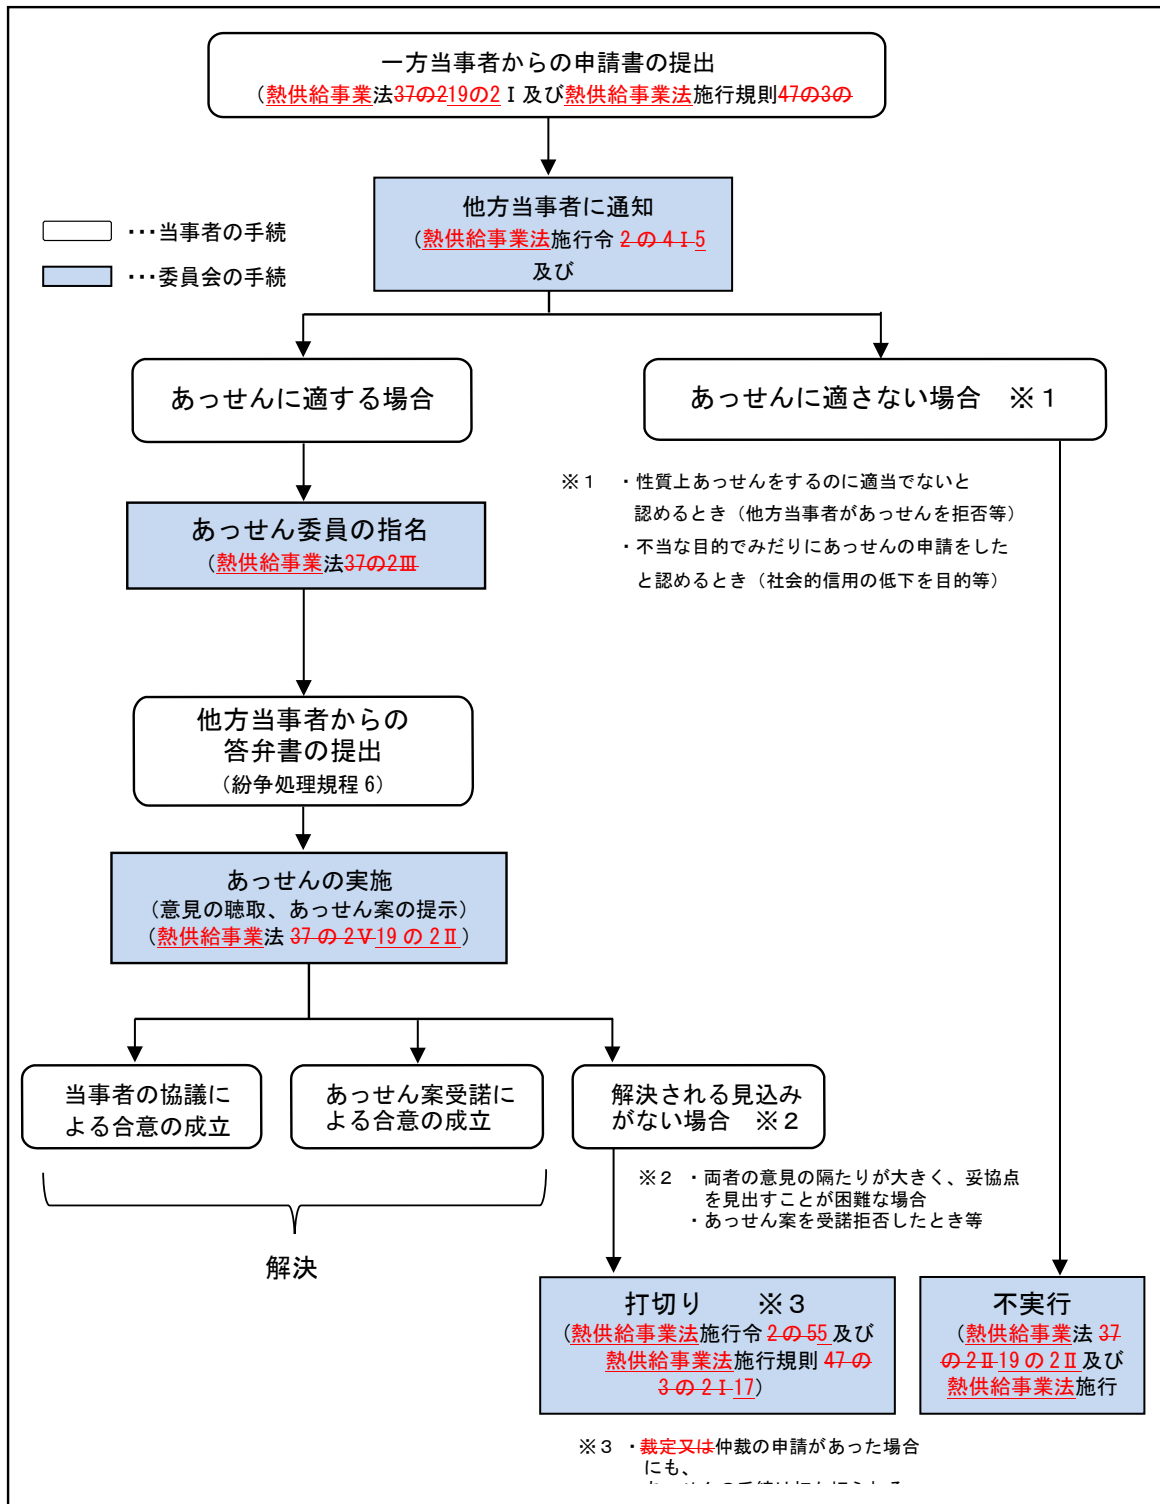 一方当事者からの申請書の提出
（熱供給事業法37の219の2Ⅰ及び熱供給事業法施行規則47の3の
他方当事者に通知
（熱供給事業法施行令 2の4Ⅰ5
及び
･･･当事者の手続
･･･委員会の手続
あっせんに適する場合
あっせんに適さない場合　※１
※１　・性質上あっせんをするのに適当でないと
認めるとき（他方当事者があっせんを拒否等）
・不当な目的でみだりにあっせんの申請をした
と認めるとき（社会的信用の低下を目的等）
あっせん委員の指名
（熱供給事業法37の2Ⅲ
他方当事者からの
答弁書の提出
（紛争処理規程6）
あっせんの実施
（意見の聴取、あっせん案の提示）
（熱供給事業法 37の2Ⅴ19の2Ⅱ）
当事者の協議に
よる合意の成立
あっせん案受諾に
よる合意の成立
解決される見込み
がない場合　※２
※２　・両者の意見の隔たりが大きく、妥協点
を見出すことが困難な場合
・あっせん案を受諾拒否したとき等
解決
打切り　※３
（熱供給事業法施行令 2の55及び
熱供給事業法施行規則 47の
3の2Ⅰ17）
不実行
（熱供給事業法 37
の2Ⅱ19の2Ⅱ及び
熱供給事業法施行
※３　・裁定又は仲裁の申請があった場合
にも、